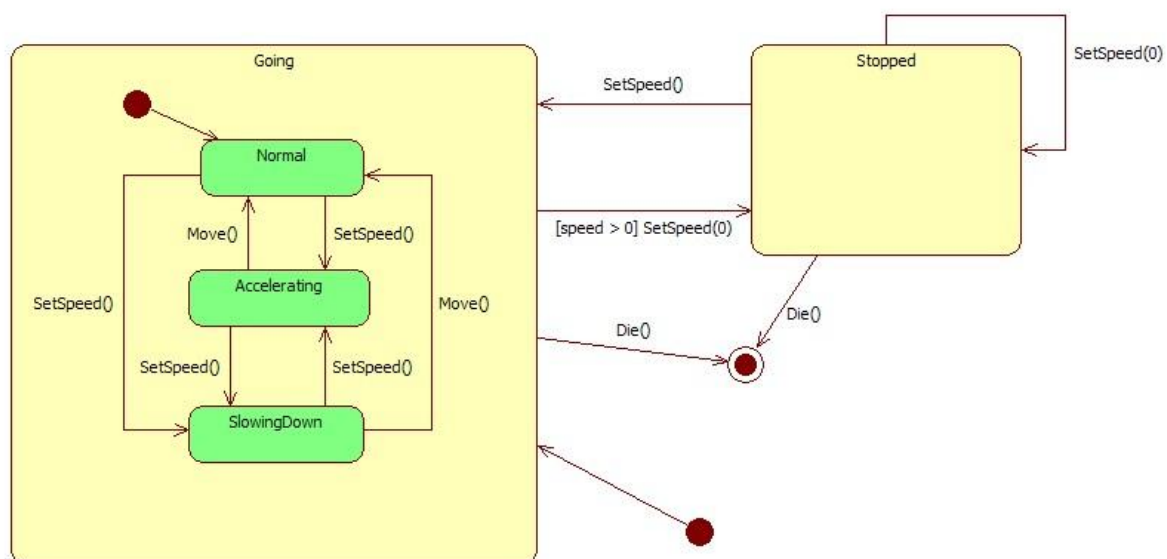 Going
Stopped
SetSpeed(0)
SetSpeed()
Normal
[speed > 0] SetSpeed(0)
Move()
SetSpeed()
Accelerating
SetSpeed()
Move()
Die()
Die()
SetSpeed()
SetSpeed()
SlowingDown